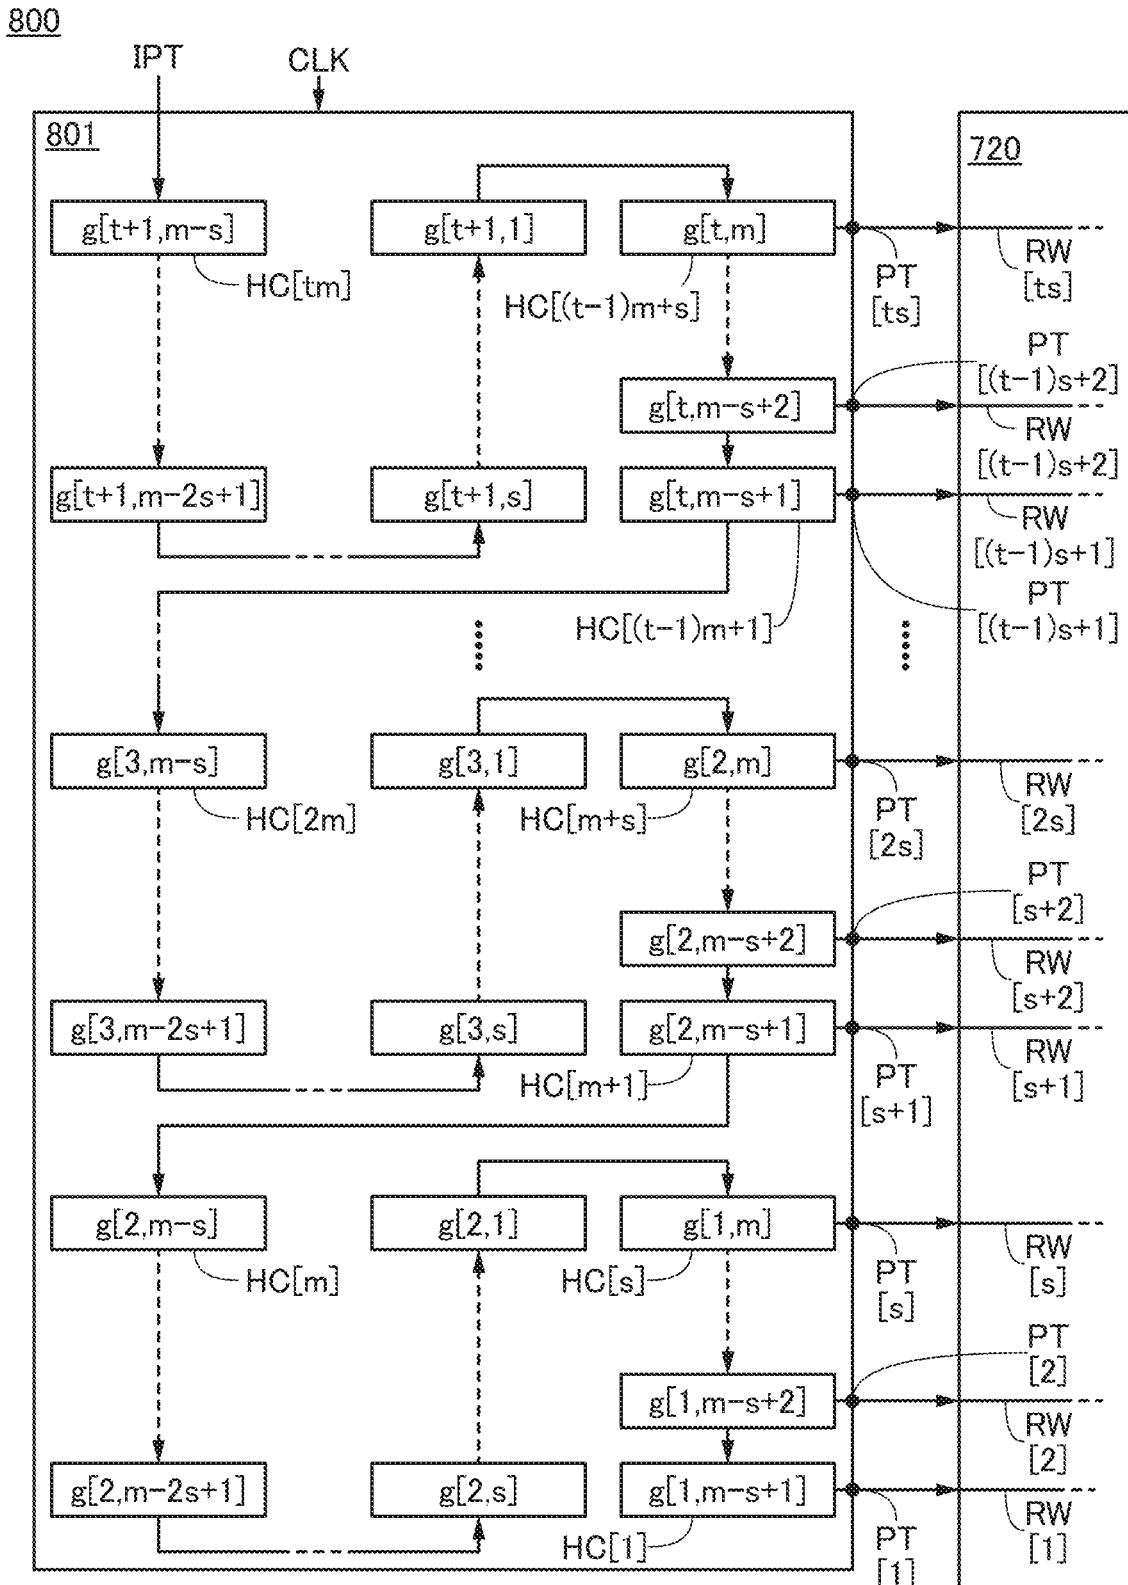 800
IPT
CLK
801
720
g[t+1,m−s]
g[t+1,1]
g[t,m]
HC[tm]
HC[(t−1)m+s]
PT
[ts]
RW
[ts]
PT
[(t−1)s+2]
g[t,m−s+2]
RW
[(t−1)s+2]
g[t+1,m−2s+1]
g[t+1,s]
g[t,m−s+1]
RW
[(t−1)s+1]
HC[(t−1)m+1]
PT
[(t−1)s+1]
g[3,m−s]
g[3,1]
g[2,m]
HC[2m]
HC[m+s]
PT
[2s]
RW
[2s]
PT
[s+2]
g[2,m−s+2]
RW
[s+2]
g[3,m−2s+1]
g[3,s]
g[2,m−s+1]
HC[m+1]
PT
[s+1]
RW
[s+1]
g[2,m−s]
g[2,1]
g[1,m]
HC[m]
HC[s]
PT
[s]
RW
[s]
PT
[2]
g[1,m−s+2]
RW
[2]
g[2,m−2s+1]
g[2,s]
g[1,m−s+1]
HC[1]
PT
[1]
RW
[1]